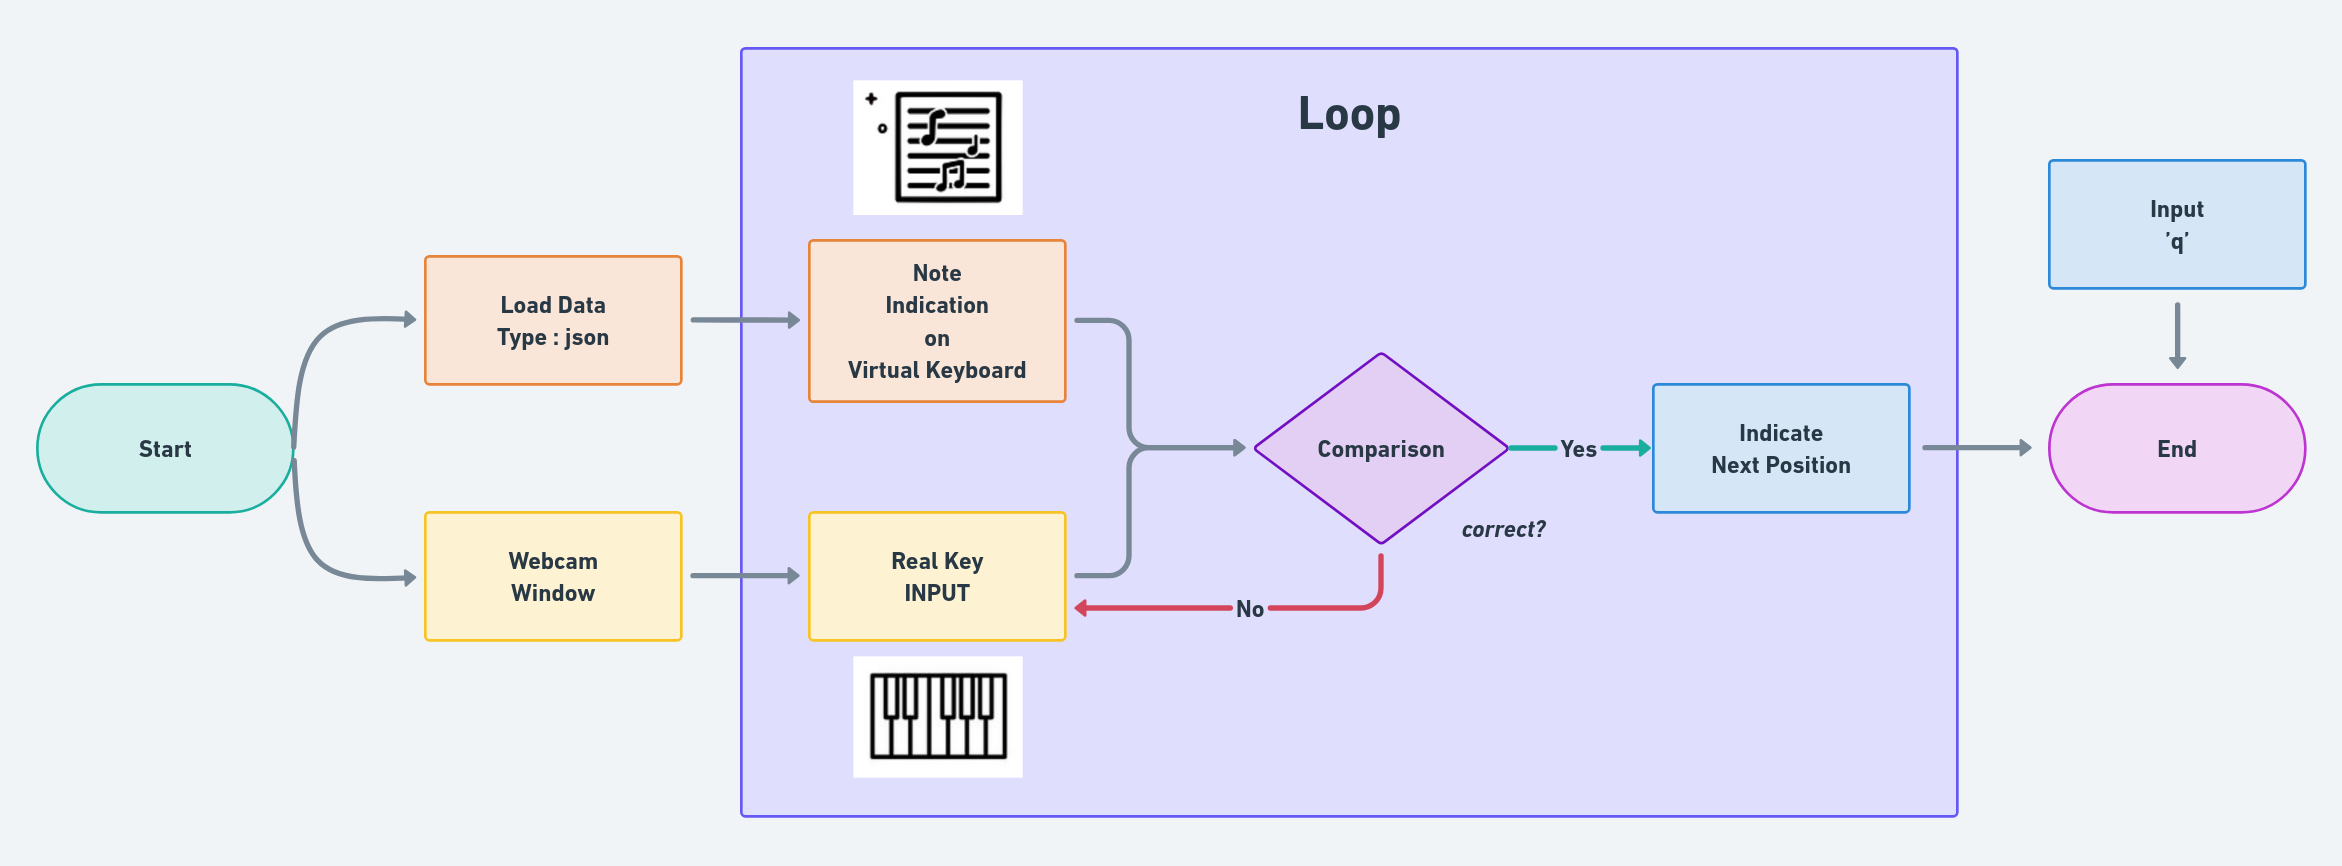 Loop
Start
Load Data
Type : json
Webcam
Window
Note
Indication
on
Virtual Keyboard
Real Key
INPUT
Comparison
correct?
Yes
No
Indicate
Next Position
Input
'q'
End